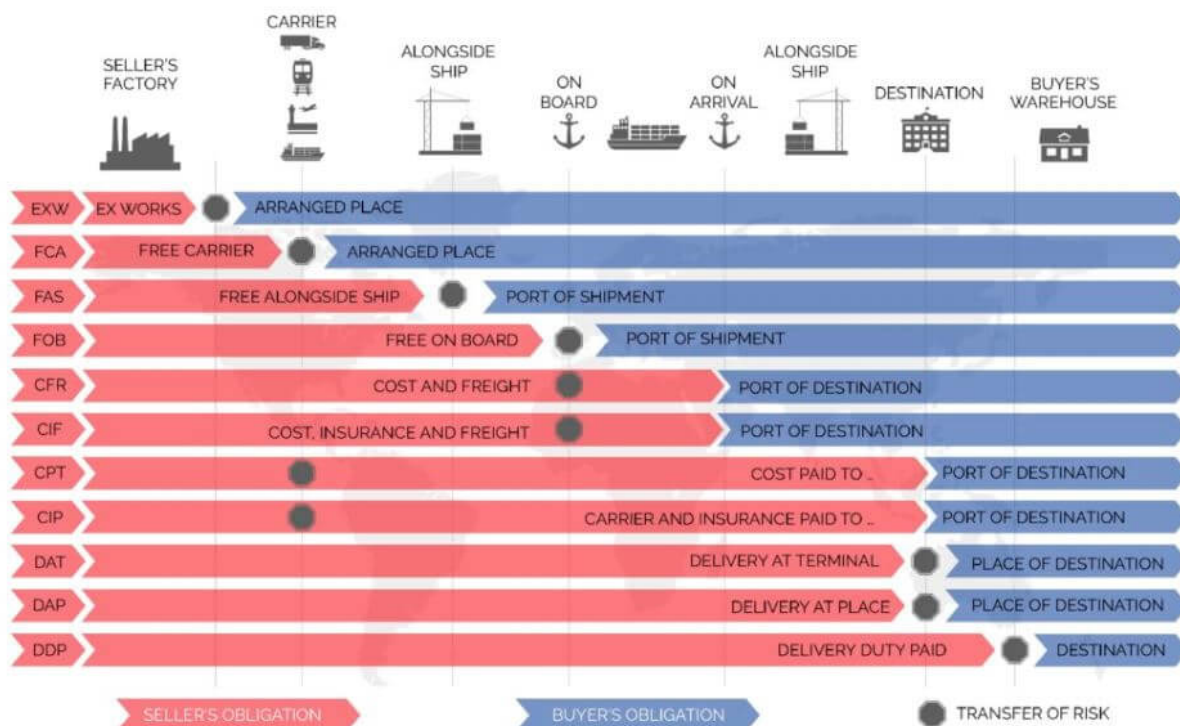 CARRIER
SELLER'S
FACTORY
ALONGSIDE
SHIP
ON
BOARD
ON
ARRIVAL
ALONGSIDE
SHIP
DESTINATION
BUYER'S
WAREHOUSE
EXW EX WORKS ARRANGED PLACE
FCA FREE CARRIER ARRANGED PLACE
FAS FREE ALONGSIDE SHIP PORT OF SHIPMENT
FOB FREE ON BOARD PORT OF SHIPMENT
CFR COST AND FREIGHT PORT OF DESTINATION
CIF COST, INSURANCE AND FREIGHT PORT OF DESTINATION
CPT COST PAID TO ... PORT OF DESTINATION
CIP CARRIER AND INSURANCE PAID TO ... PORT OF DESTINATION
DAT DELIVERY AT TERMINAL PLACE OF DESTINATION
DAP DELIVERY AT PLACE PLACE OF DESTINATION
DDP DELIVERY DUTY PAID DESTINATION
SELLER'S OBLIGATION BUYER'S OBLIGATION TRANSFER OF RISK